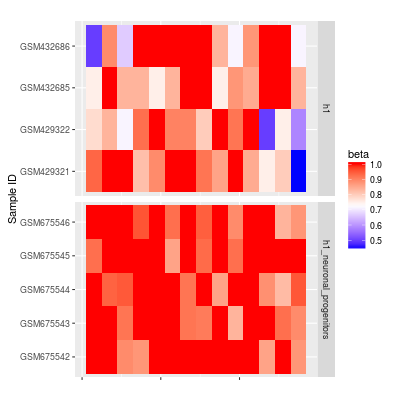 Sample ID
GSM432686
GSM432685
GSM429322
GSM429321
h1
GSM675546
GSM675545
GSM675544
GSM675543
GSM675542
h1_neuronal_progenitors
beta
1.0
0.9
0.8
0.7
0.6
0.5